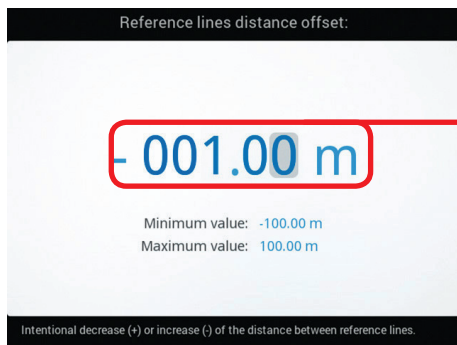 Reference lines distance offset:
- 001.00 m
Minimum value: -100.00 m
Maximum value: 100.00 m
Intentional decrease (+) or increase (-) of the distance between reference lines.